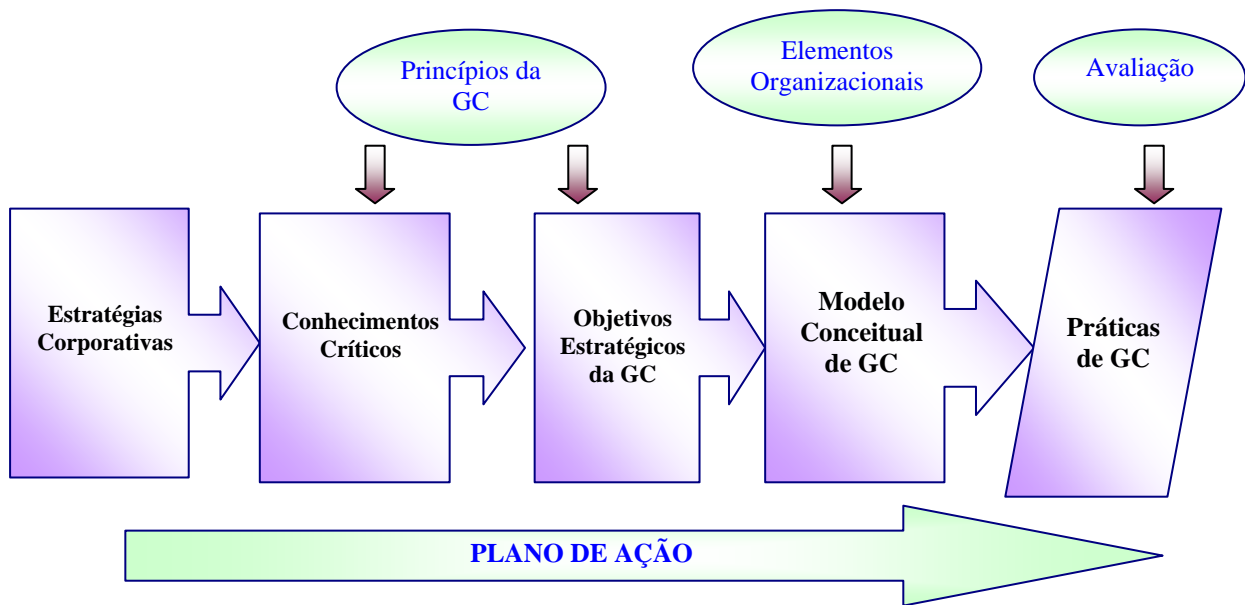 Princípios da
GC
Elementos
Organizacionais
Avaliação
Estratégias
Corporativas
Conhecimentos
Críticos
Objetivos
Estratégicos
da GC
Modelo
Conceitual
de GC
Práticas
de GC
PLANO DE AÇÃO